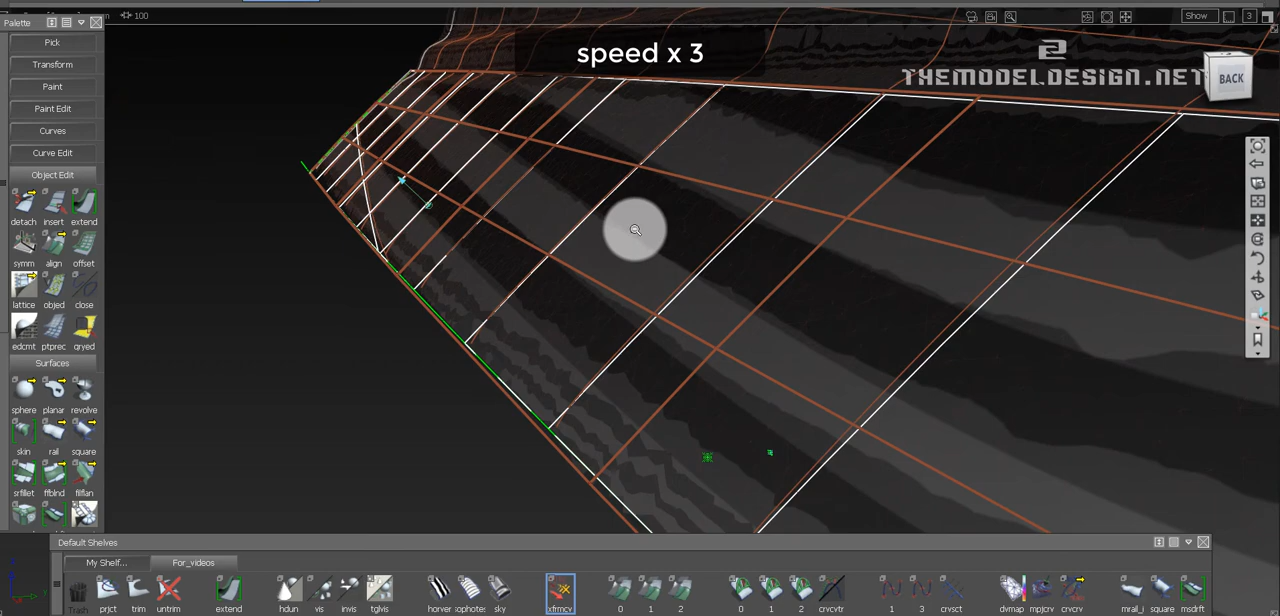 Palette
100
Show
3
speed x 3
THEMODELDESIGN.NET
BACK
Pick
Transform
Paint
Paint Edit
Curves
Curve Edit
Object Edit
detach insert extend
symm align offset
lattice objed close
edcmt ptprec qryed
Surfaces
sphere planar revolve
skin rail square
srfillet ffblnd filflan
Default Shelves
My Shelf... For_videos
Trash prjct trim untrim extend hdun vis invis tglvis horver sophotes sky xfrmcv 0 1 2 0 1 2 crvcvtr 1 3 crvsct dvmap mpjcrv crvcrv mrail_i square msdrft